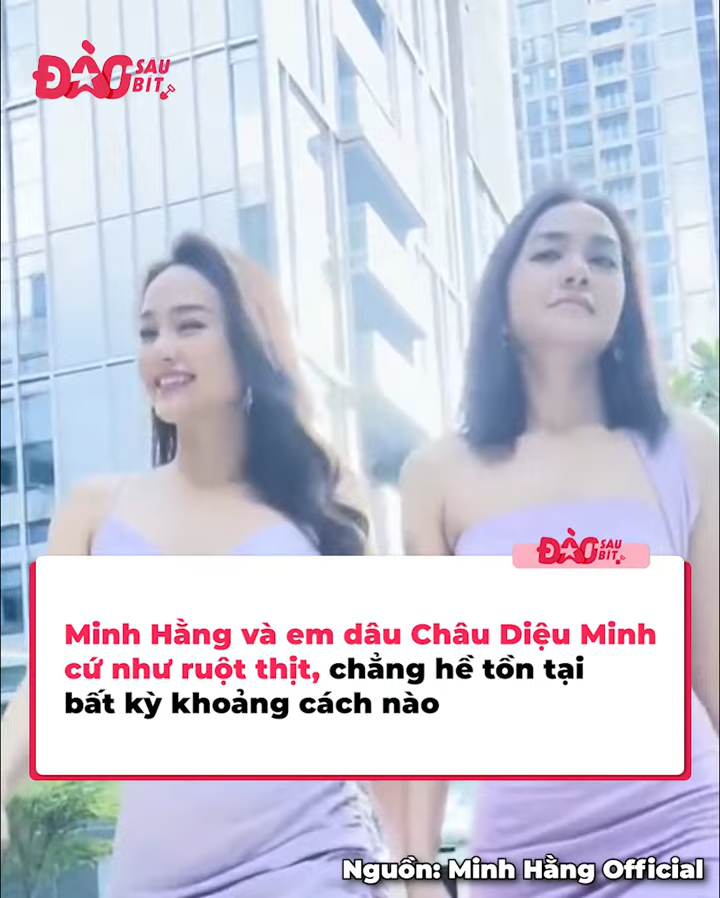 ĐÀO SAU BIT
ĐÀO SAU BIT
Minh Hằng và em dâu Châu Diệu Minh
cứ như ruột thịt, chẳng hề tồn tại
bất kỳ khoảng cách nào
Nguồn: Minh Hằng Official